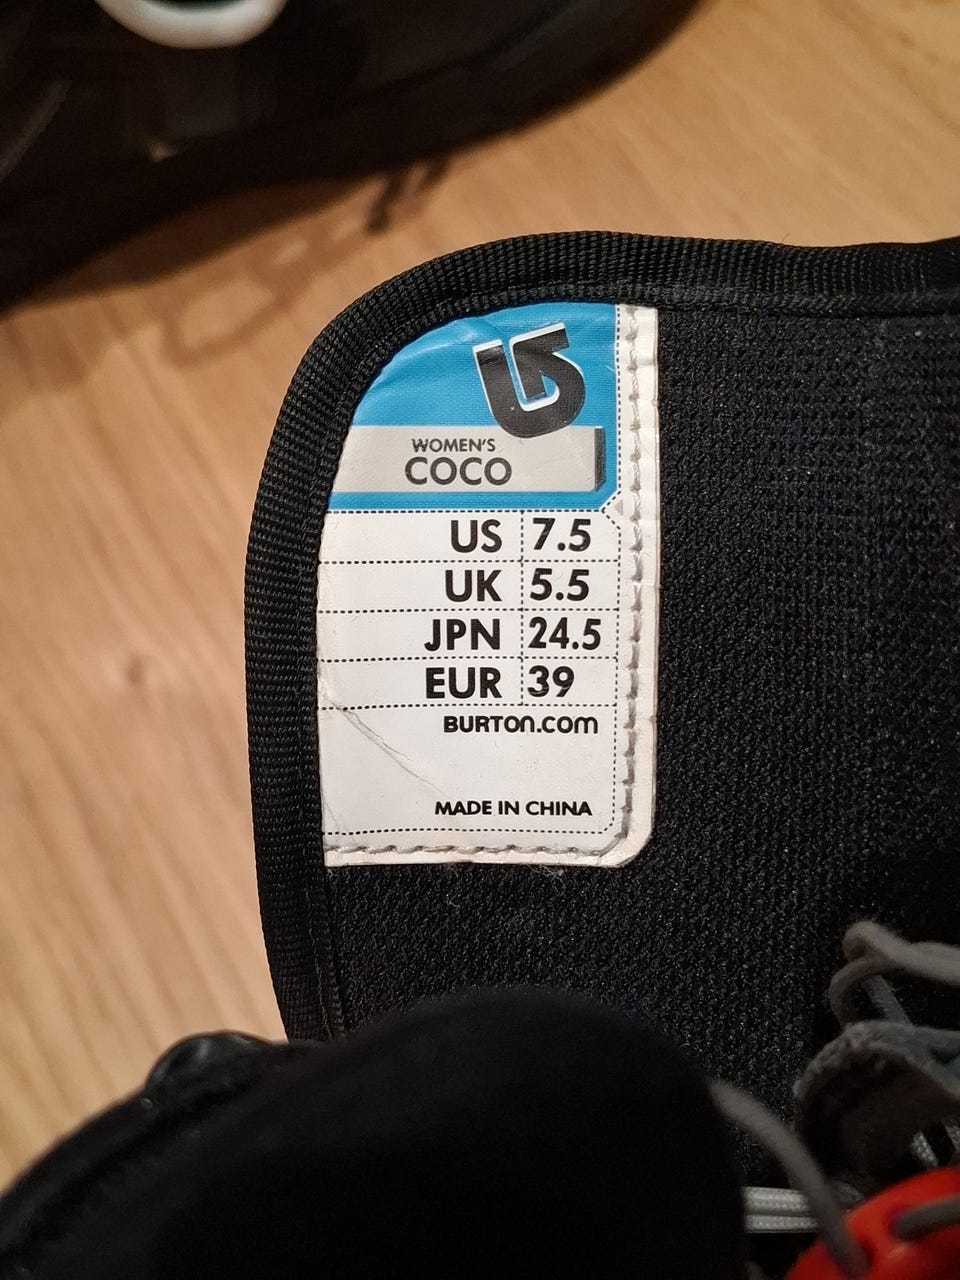 WOMEN'S
COCO
US 7.5
UK 5.5
JPN 24.5
EUR 39
BURTON.COM
MADE IN CHINA